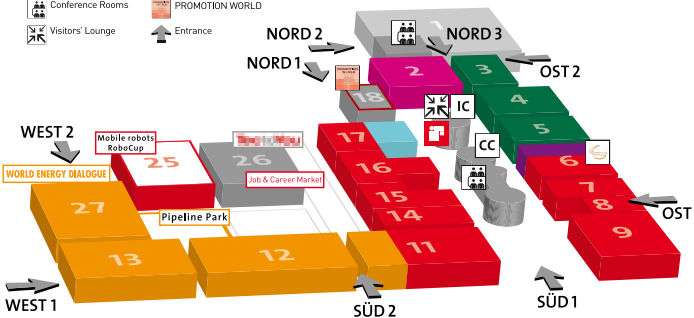 Conference Rooms
PROMOTION WORLD
Visitors' Lounge
Entrance
NORD 2
NORD 3
NORD 1
OST 2
1
2
3
18
4
IC
5
17
WEST 2
Mobile robots
RoboCup
25
26
CC
16
6
WORLD ENERGY DIALOGUE
Job & Career Market
7
27
15
8
OST
Pipeline Park
14
9
13
12
11
WEST 1
SÜD 2
SÜD 1